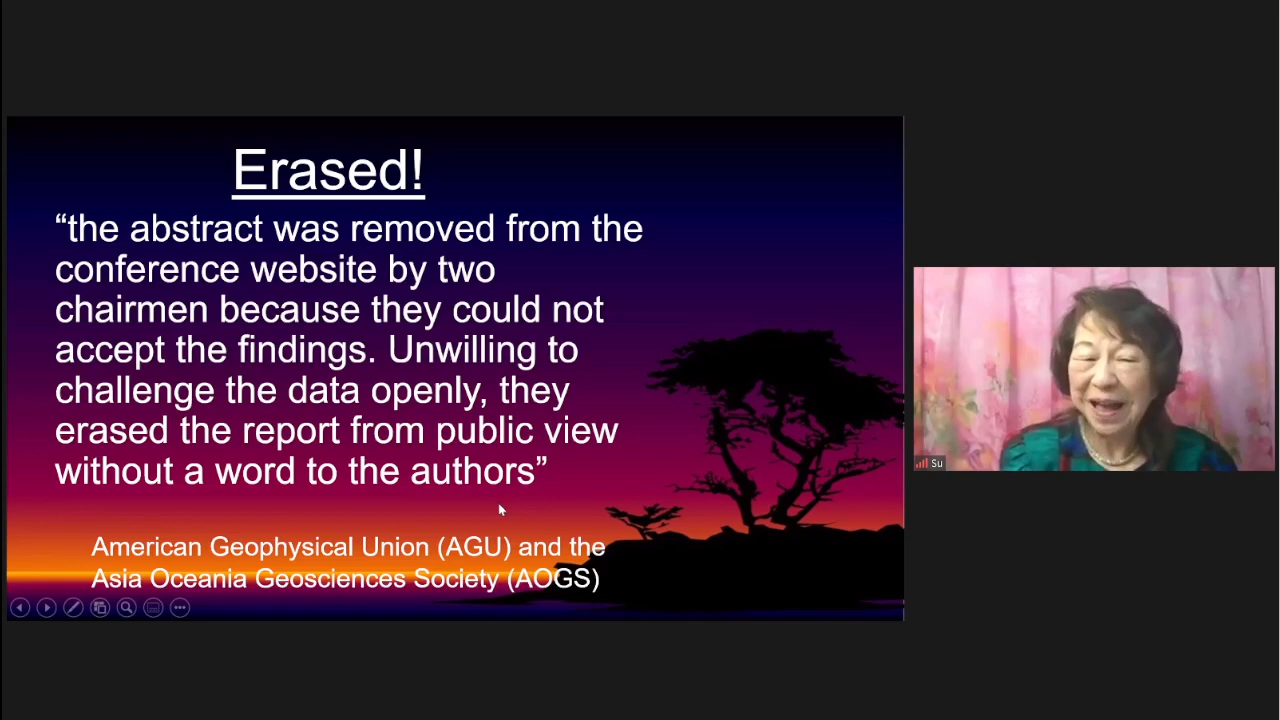 Erased!
“the abstract was removed from the
conference website by two
chairmen because they could not
accept the findings. Unwilling to
challenge the data openly, they
erased the report from public view
without a word to the authors”
American Geophysical Union (AGU) and the
Asia Oceania Geosciences Society (AOGS)
Su